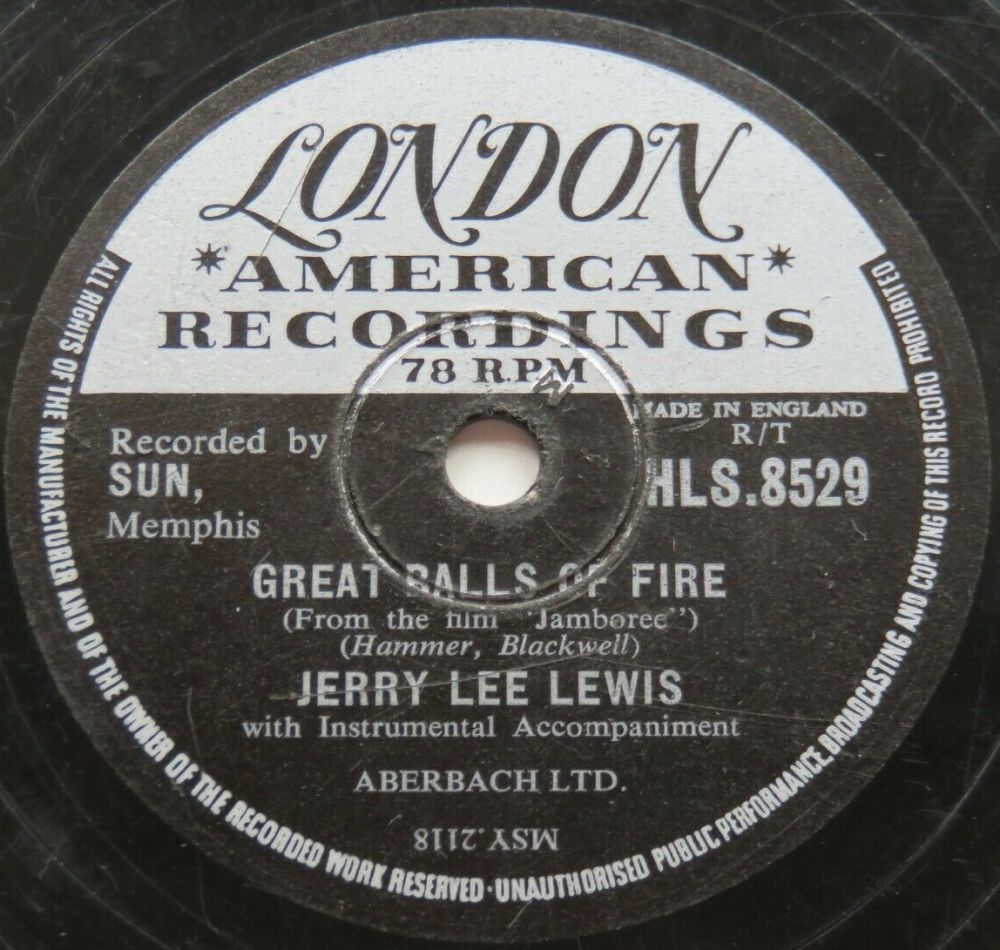 LONDON
*AMERICAN*
RECORDINGS
78 R.P.M
MADE IN ENGLAND
R/T
HLS.8529
Recorded by
SUN,
Memphis
GREAT BALLS OF FIRE
(From the film "Jamboree")
(Hammer, Blackwell)
JERRY LEE LEWIS
with Instrumental Accompaniment
ABERBACH LTD.
MSY.2118
ALL RIGHTS OF THE MANUFACTURER AND OF THE OWNER OF THE RECORDED WORK RESERVED·UNAUTHORISED PUBLIC PERFORMANCE BROADCASTING AND COPYING OF THIS RECORD PROHIBITED